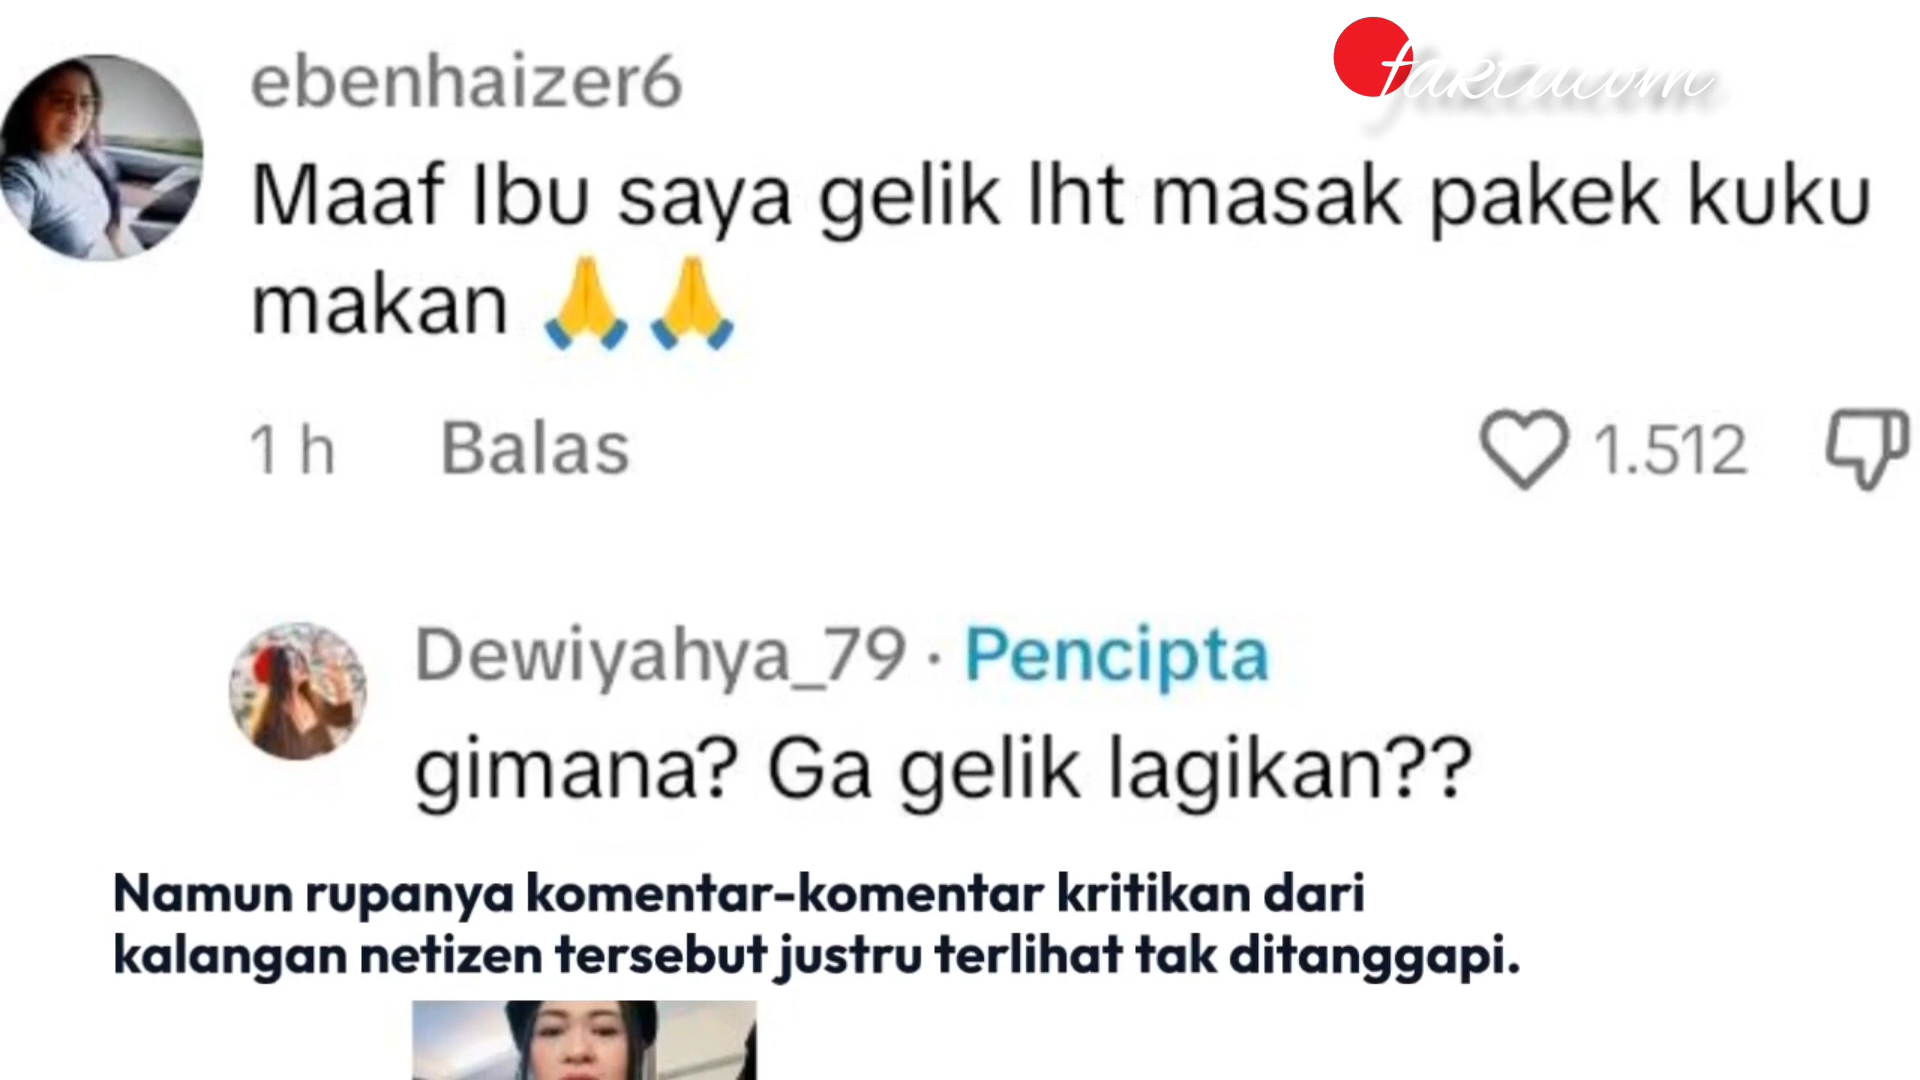 faktacom
ebenhaizer6
Maaf Ibu saya gelik lht masak pakek kuku
makan 🙏🙏
1 h Balas 1.512
Dewiyahya_79 · Pencipta
gimana? Ga gelik lagikan??
Namun rupanya komentar-komentar kritikan dari
kalangan netizen tersebut justru terlihat tak ditanggapi.